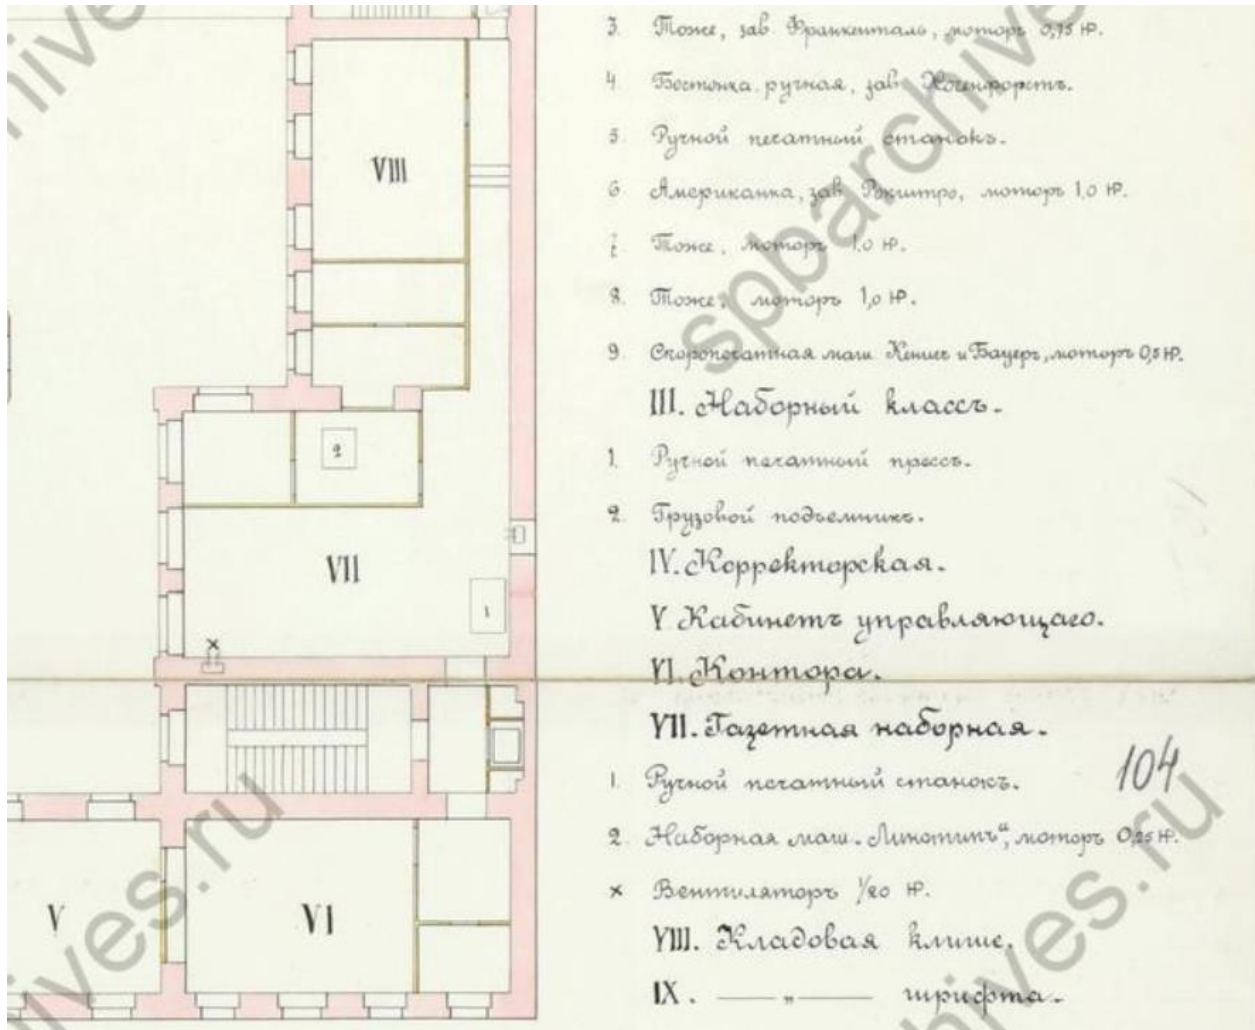 3. Тоже, зав. Франкенталь, моторъ 0,75 HP.
4. Бостонка ручная, зав.
5. Ручной печатный станокъ.
6. Американка, зав. Рокштро, моторъ 1,0 HP.
7. Тоже, моторъ 1,0 HP.
8. Тоже, моторъ 1,0 HP.
9. Скоропечатная маш. Кениг и Бауеръ, моторъ 0,5 HP.
III. Наборный классъ.
1. Ручной печатный прессъ.
2. Грузовой подъемникъ.
IV. Корректорская.
V Кабинетъ управляющаго.
VI. Контора.
VII. Газетная наборная.
1. Ручной печатный станокъ.
2. Наборная маш. „Линотипъ“, моторъ 0,25 HP.
× Вентиляторъ 1/20 HP.
VIII. Кладовая клише.
IX. —— „ —— шрифта.
104
VIII
2
VII
1
×
V
VI
spbarchives.ru